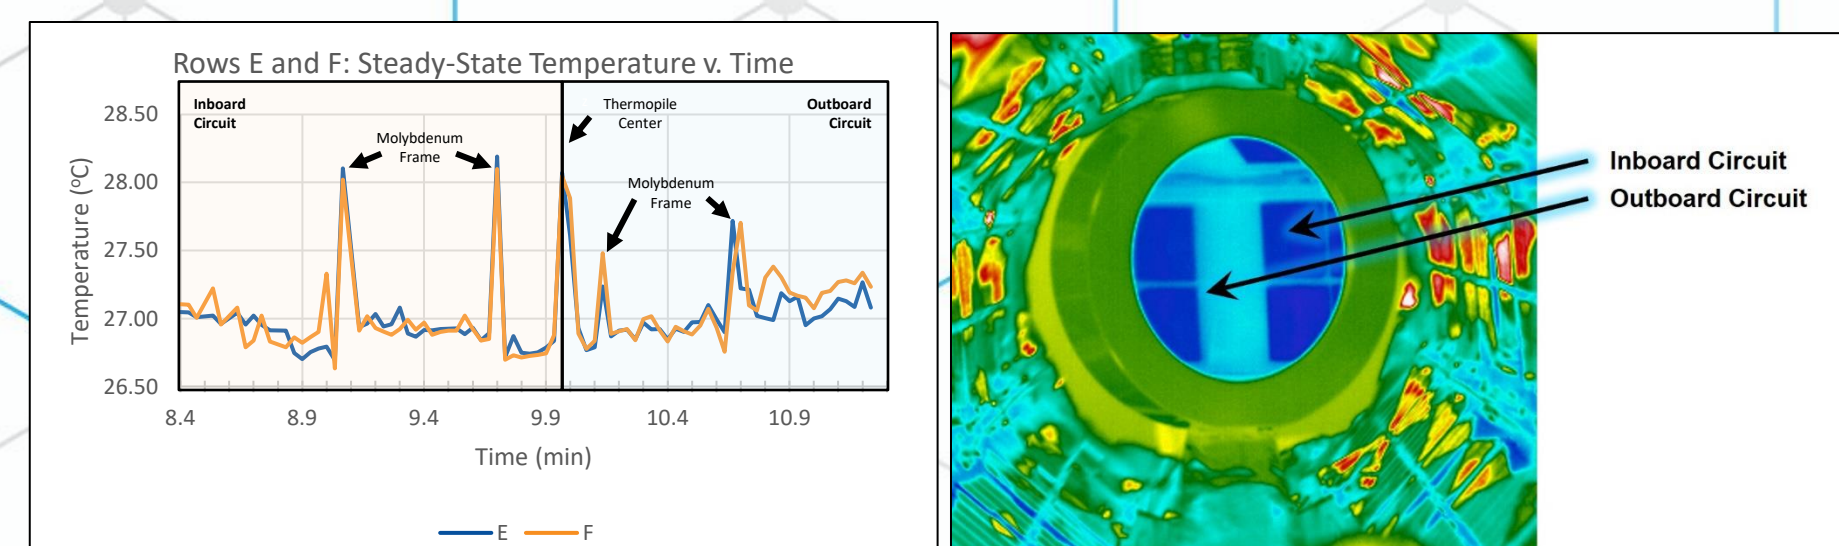 Rows E and F: Steady-State Temperature v. Time
Inboard
Circuit
Thermopile
Center
Outboard
Circuit
Molybdenum
Frame
Molybdenum
Frame
Temperature (°C)
28.50
28.00
27.50
27.00
26.50
8.4 8.9 9.4 9.9 10.4 10.9
Time (min)
E F
Inboard Circuit
Outboard Circuit